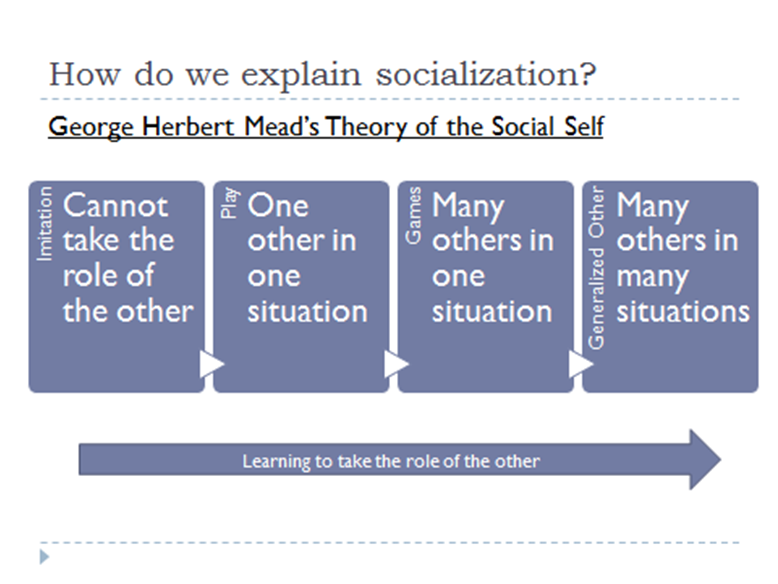 How do we explain socialization?
George Herbert Mead's Theory of the Social Self
Imitation
Cannot
take the
role of
the other
Play
One
other in
one
situation
Games
Many
others in
one
situation
Generalized Other
Many
others in
many
situations
Learning to take the role of the other